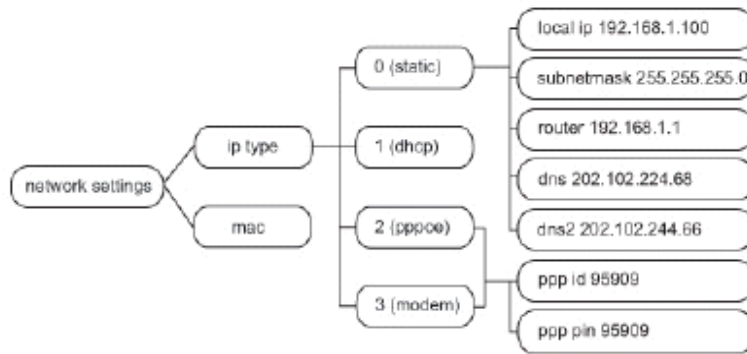 local ip 192.168.1.100
0 (static)
subnetmask 255.255.255.0
ip type
1 (dhcp)
router 192.168.1.1
network settings
dns 202.102.224.68
mac
2 (pppoe)
dns2 202.102.244.66
3 (modem)
ppp id 95909
ppp pin 95909